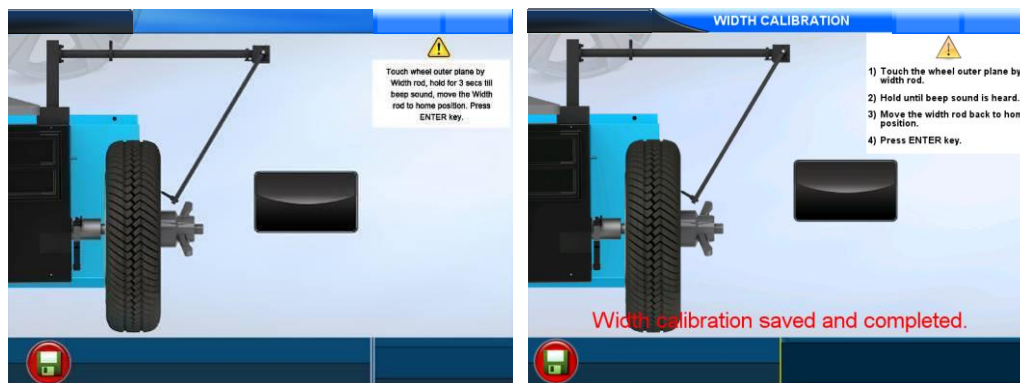 Touch wheel outer plane by
Width rod, hold for 3 secs till
beep sound, move the Width
rod to home position. Press
ENTER key.
WIDTH CALIBRATION
1) Touch the wheel outer plane by
width rod.
2) Hold until beep sound is heard.
3) Move the width rod back to hom
position.
4) Press ENTER key.
Width calibration saved and completed.